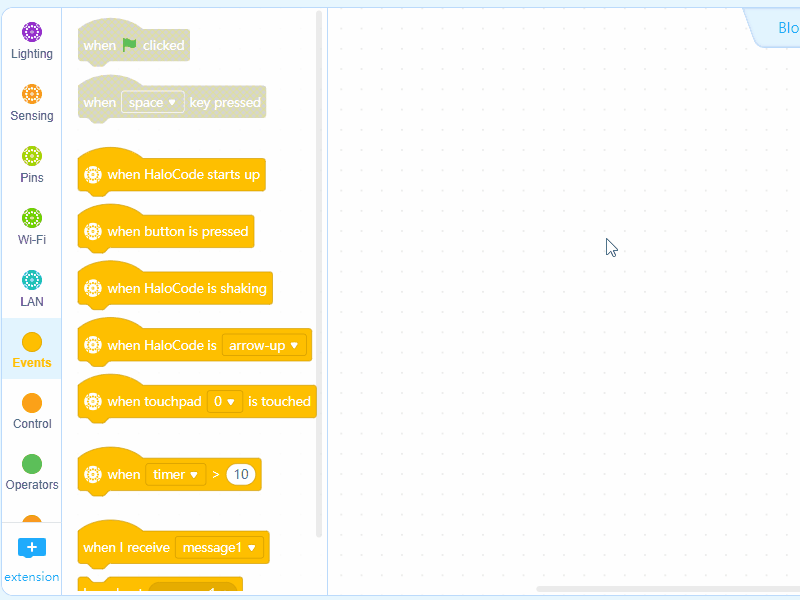 Lighting
Sensing
Pins
Wi-Fi
LAN
Events
Control
Operators
extension
when clicked
when space key pressed
when HaloCode starts up
when button is pressed
when HaloCode is shaking
when HaloCode is arrow-up
when touchpad 0 is touched
when timer > 10
when I receive message1
Blo